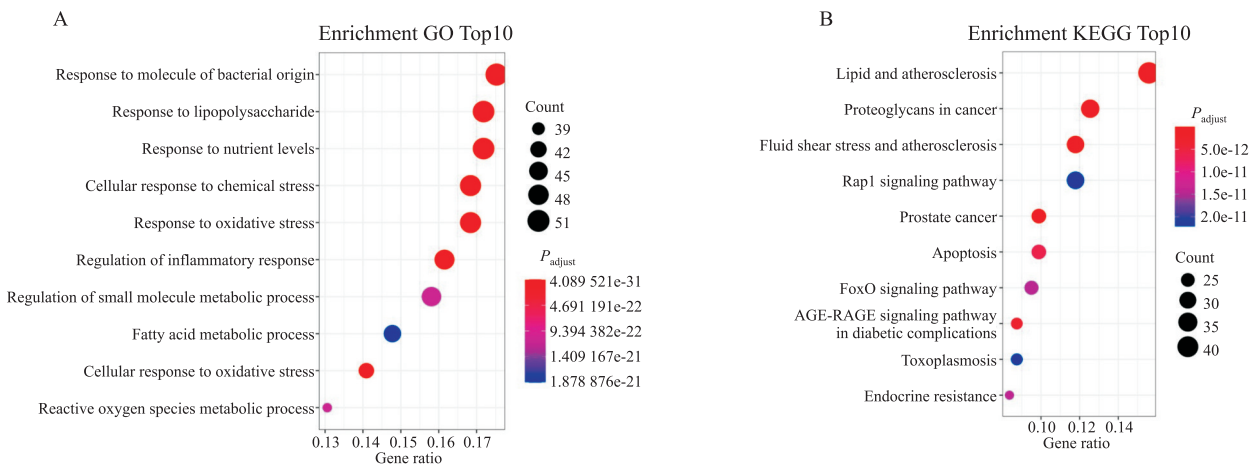 A
Enrichment GO Top10
Response to molecule of bacterial origin
Response to lipopolysaccharide
Response to nutrient levels
Cellular response to chemical stress
Response to oxidative stress
Regulation of inflammatory response
Regulation of small molecule metabolic process
Fatty acid metabolic process
Cellular response to oxidative stress
Reactive oxygen species metabolic process
0.13 0.14 0.15 0.16 0.17
Gene ratio
Count
39
42
45
48
51
Padjust
4.089 521e-31
4.691 191e-22
9.394 382e-22
1.409 167e-21
1.878 876e-21
B
Enrichment KEGG Top10
Lipid and atherosclerosis
Proteoglycans in cancer
Fluid shear stress and atherosclerosis
Rap1 signaling pathway
Prostate cancer
Apoptosis
FoxO signaling pathway
AGE-RAGE signaling pathway
in diabetic complications
Toxoplasmosis
Endocrine resistance
0.10 0.12 0.14
Gene ratio
Padjust
5.0e-12
1.0e-11
1.5e-11
2.0e-11
Count
25
30
35
40